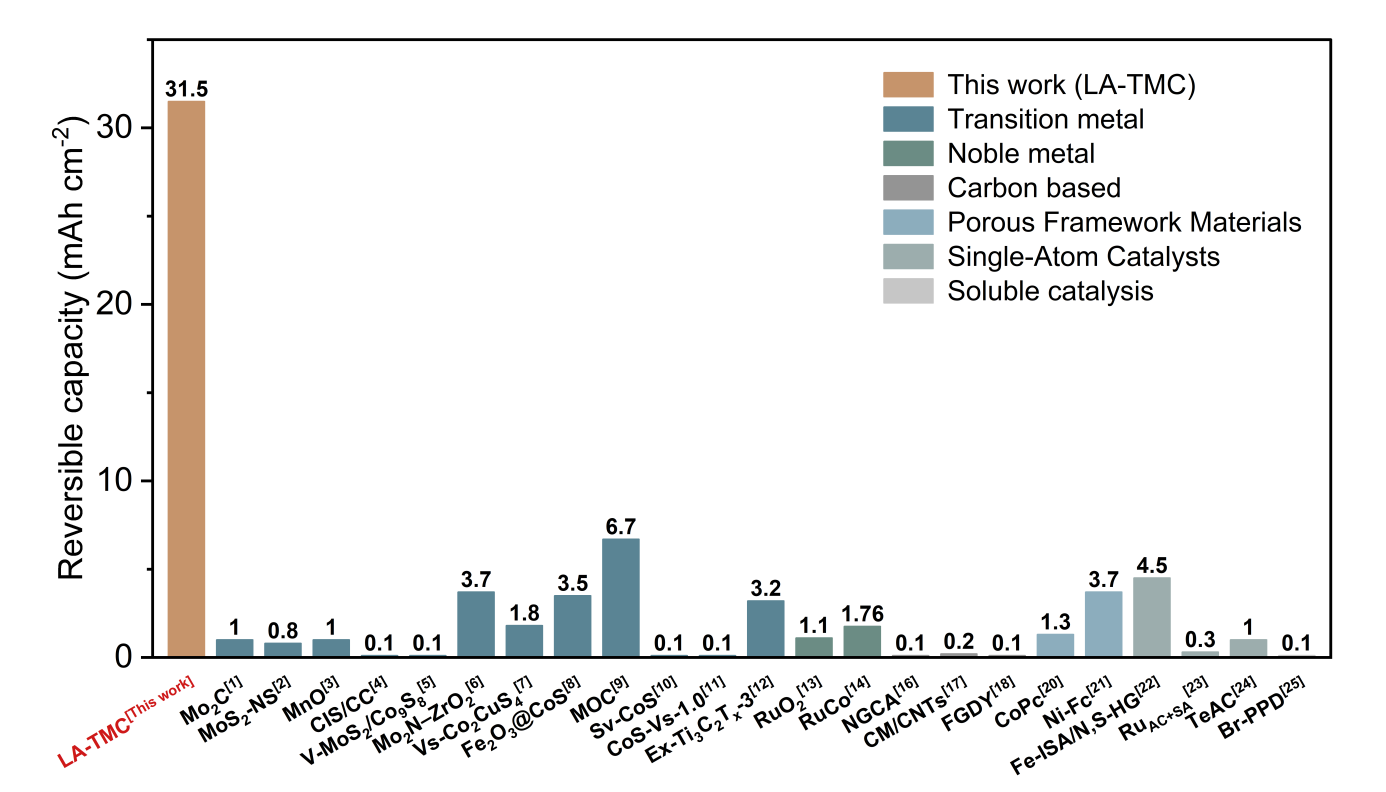 Reversible capacity (mAh cm⁻²)
30
20
10
0
31.5
1
0.8
1
0.1
0.1
3.7
1.8
3.5
6.7
0.1
0.1
3.2
1.1
1.76
0.1
0.2
0.1
1.3
3.7
4.5
0.3
1
0.1
This work (LA-TMC)
Transition metal
Noble metal
Carbon based
Porous Framework Materials
Single-Atom Catalysts
Soluble catalysis
LA-TMC[This work]
Mo₂C[1]
MoS₂-NS[2]
MnO[3]
CIS/CC[4]
V-MoS₂/Co₉S₈[5]
Mo₂N–ZrO₂[6]
Vs-Co₂CuS₄[7]
Fe₂O₃@CoS[8]
MOC[9]
Sv-CoS[10]
CoS-Vs-1.0[11]
Ex-Ti₃C₂Tₓ-3[12]
RuO₂[13]
RuCo[14]
NGCA[16]
CM/CNTs[17]
FGDY[18]
CoPc[20]
Ni-Fc[21]
Fe-ISA/N,S-HG[22]
Ru_AC+SA[23]
TeAC[24]
Br-PPD[25]